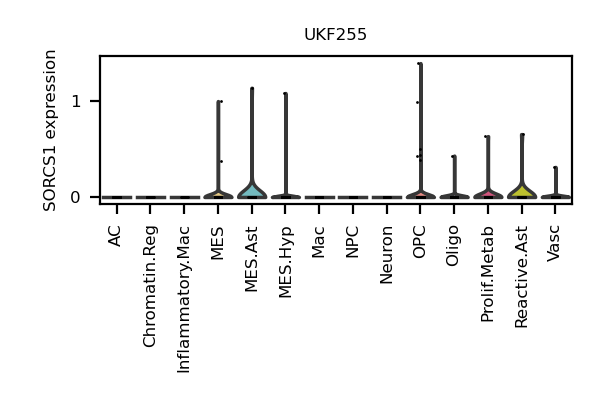 UKF255
SORCS1 expression
1
0
AC
Chromatin.Reg
Inflammatory.Mac
MES
MES.Ast
MES.Hyp
Mac
NPC
Neuron
OPC
Oligo
Prolif.Metab
Reactive.Ast
Vasc